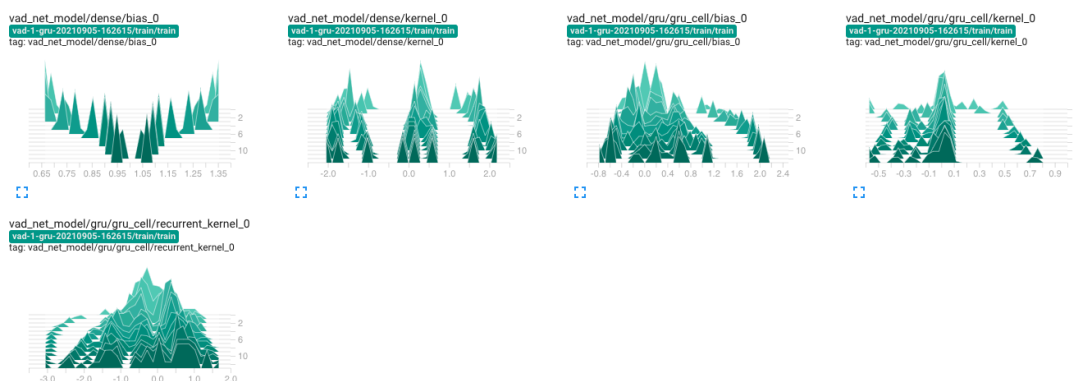 vad_net_model/dense/bias_0
vad-1-gru-20210905-162615/train/train
tag: vad_net_model/dense/bias_0
2
6
10
0.65 0.75 0.85 0.95 1.05 1.15 1.25 1.35
vad_net_model/dense/kernel_0
vad-1-gru-20210905-162615/train/train
tag: vad_net_model/dense/kernel_0
2
6
10
-2.0 -1.0 0.0 1.0 2.0
vad_net_model/gru/gru_cell/bias_0
vad-1-gru-20210905-162615/train/train
tag: vad_net_model/gru/gru_cell/bias_0
2
6
10
-0.8 -0.4 0.0 0.4 0.8 1.2 1.6 2.0 2.4
vad_net_model/gru/gru_cell/kernel_0
vad-1-gru-20210905-162615/train/train
tag: vad_net_model/gru/gru_cell/kernel_0
2
6
10
-0.5 -0.3 -0.1 0.1 0.3 0.5 0.7 0.9
vad_net_model/gru/gru_cell/recurrent_kernel_0
vad-1-gru-20210905-162615/train/train
tag: vad_net_model/gru/gru_cell/recurrent_kernel_0
2
6
10
-3.0 -2.0 -1.0 0.0 1.0 2.0